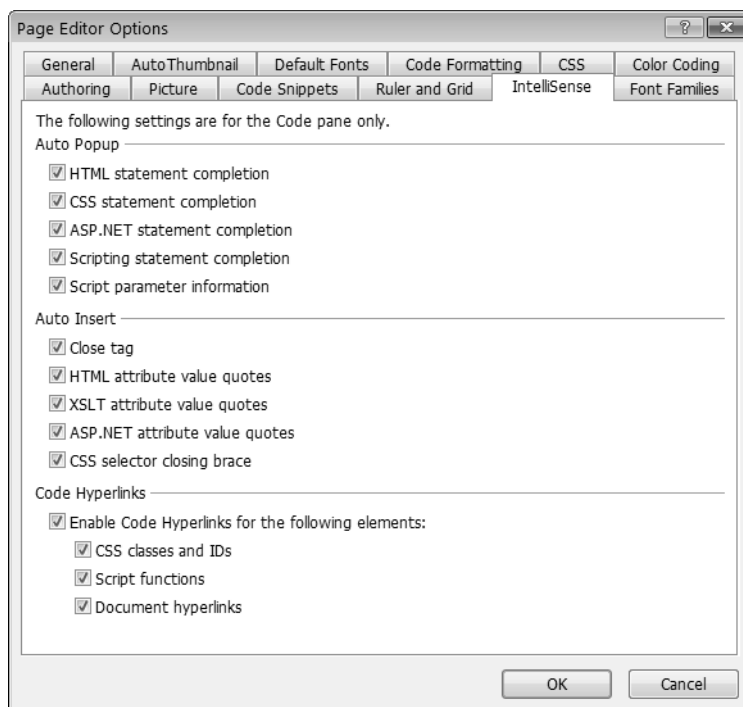 Page Editor Options
?
General AutoThumbnail Default Fonts Code Formatting CSS Color Coding
Authoring Picture Code Snippets Ruler and Grid IntelliSense Font Families
The following settings are for the Code pane only.
Auto Popup
HTML statement completion
CSS statement completion
ASP.NET statement completion
Scripting statement completion
Script parameter information
Auto Insert
Close tag
HTML attribute value quotes
XSLT attribute value quotes
ASP.NET attribute value quotes
CSS selector closing brace
Code Hyperlinks
Enable Code Hyperlinks for the following elements:
CSS classes and IDs
Script functions
Document hyperlinks
OK Cancel